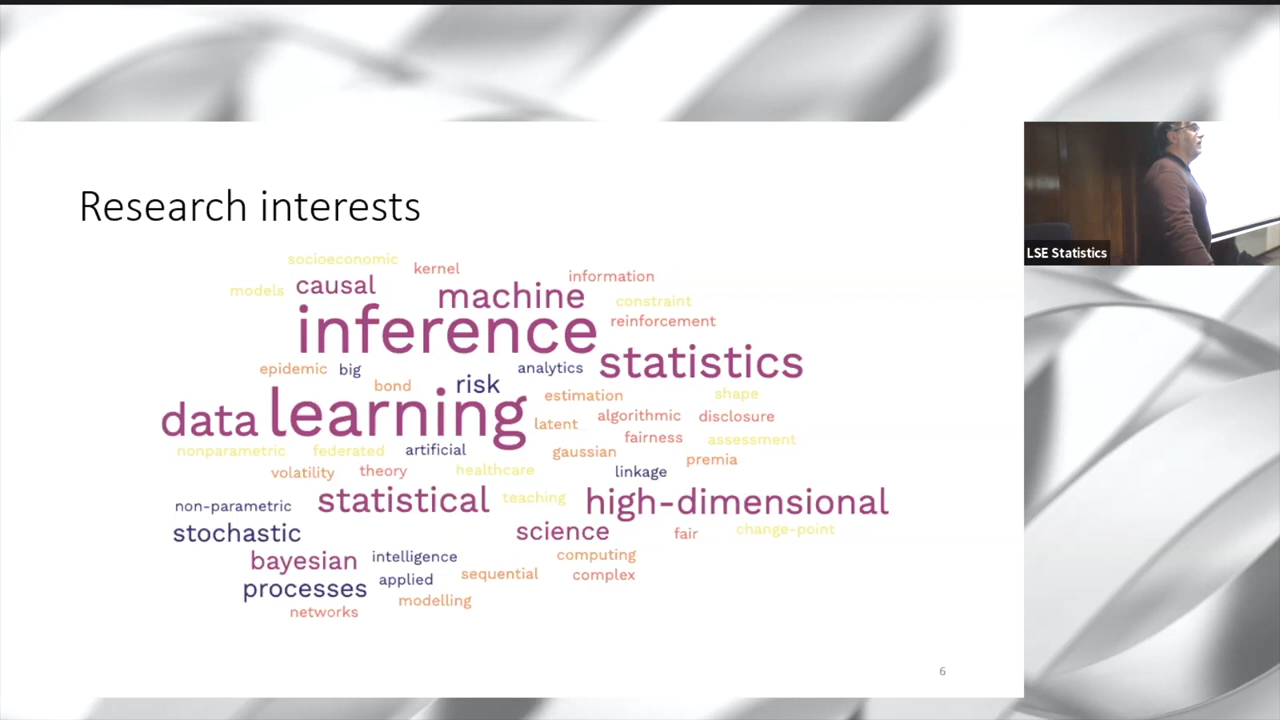 Research interests
socioeconomic
kernel
information
models
causal
machine
constraint
inference
reinforcement
statistics
epidemic
big
analytics
bond
risk
estimation
shape
data
learning
latent
algorithmic
disclosure
fairness
assessment
nonparametric
federated
artificial
gaussian
premia
volatility
theory
healthcare
linkage
non-parametric
statistical
teaching
high-dimensional
stochastic
science
fair
change-point
bayesian
intelligence
computing
processes
applied
sequential
complex
modelling
networks
6
LSE Statistics